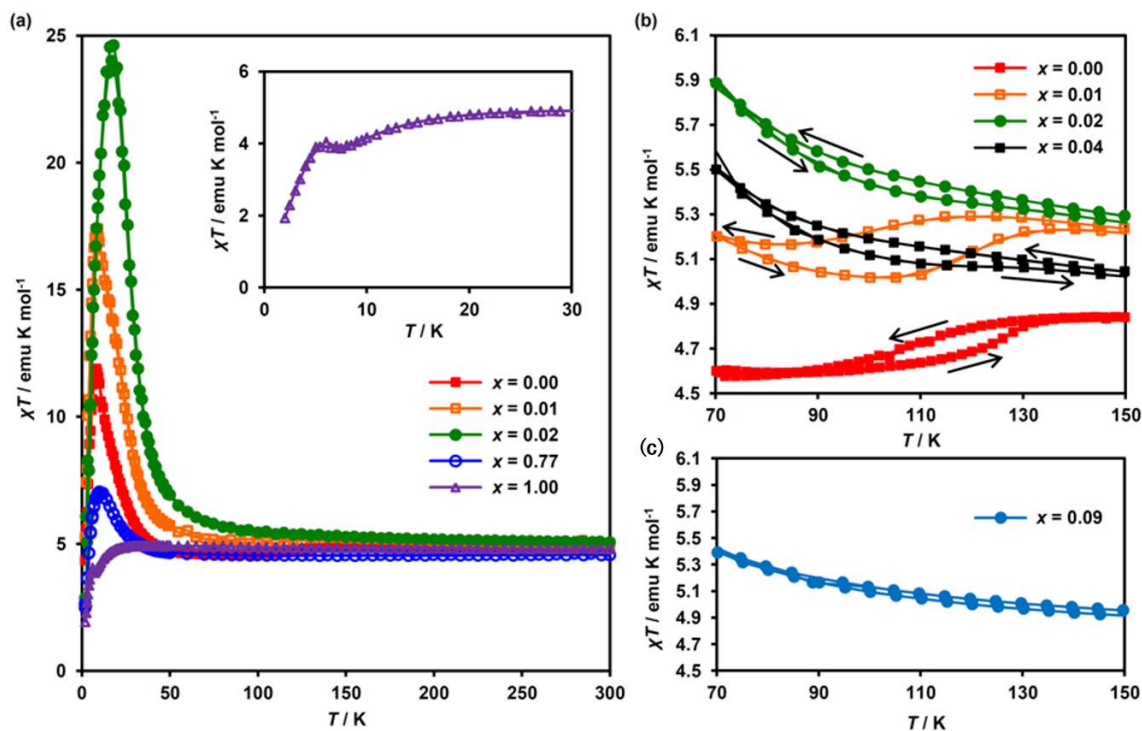 (a)
25
20
15
10
5
0
χT / emu K mol-1
0 50 100 150 200 250 300
T / K
6
4
2
0
χT / emu K mol-1
0 10 20 30
T / K
x = 0.00
x = 0.01
x = 0.02
x = 0.77
x = 1.00
(b)
6.1
5.9
5.7
5.5
5.3
5.1
4.9
4.7
4.5
χT / emu K mol-1
70 90 110 130 150
T / K
x = 0.00
x = 0.01
x = 0.02
x = 0.04
(c)
6.1
5.9
5.7
5.5
5.3
5.1
4.9
4.7
4.5
χT / emu K mol-1
70 90 110 130 150
T / K
x = 0.09